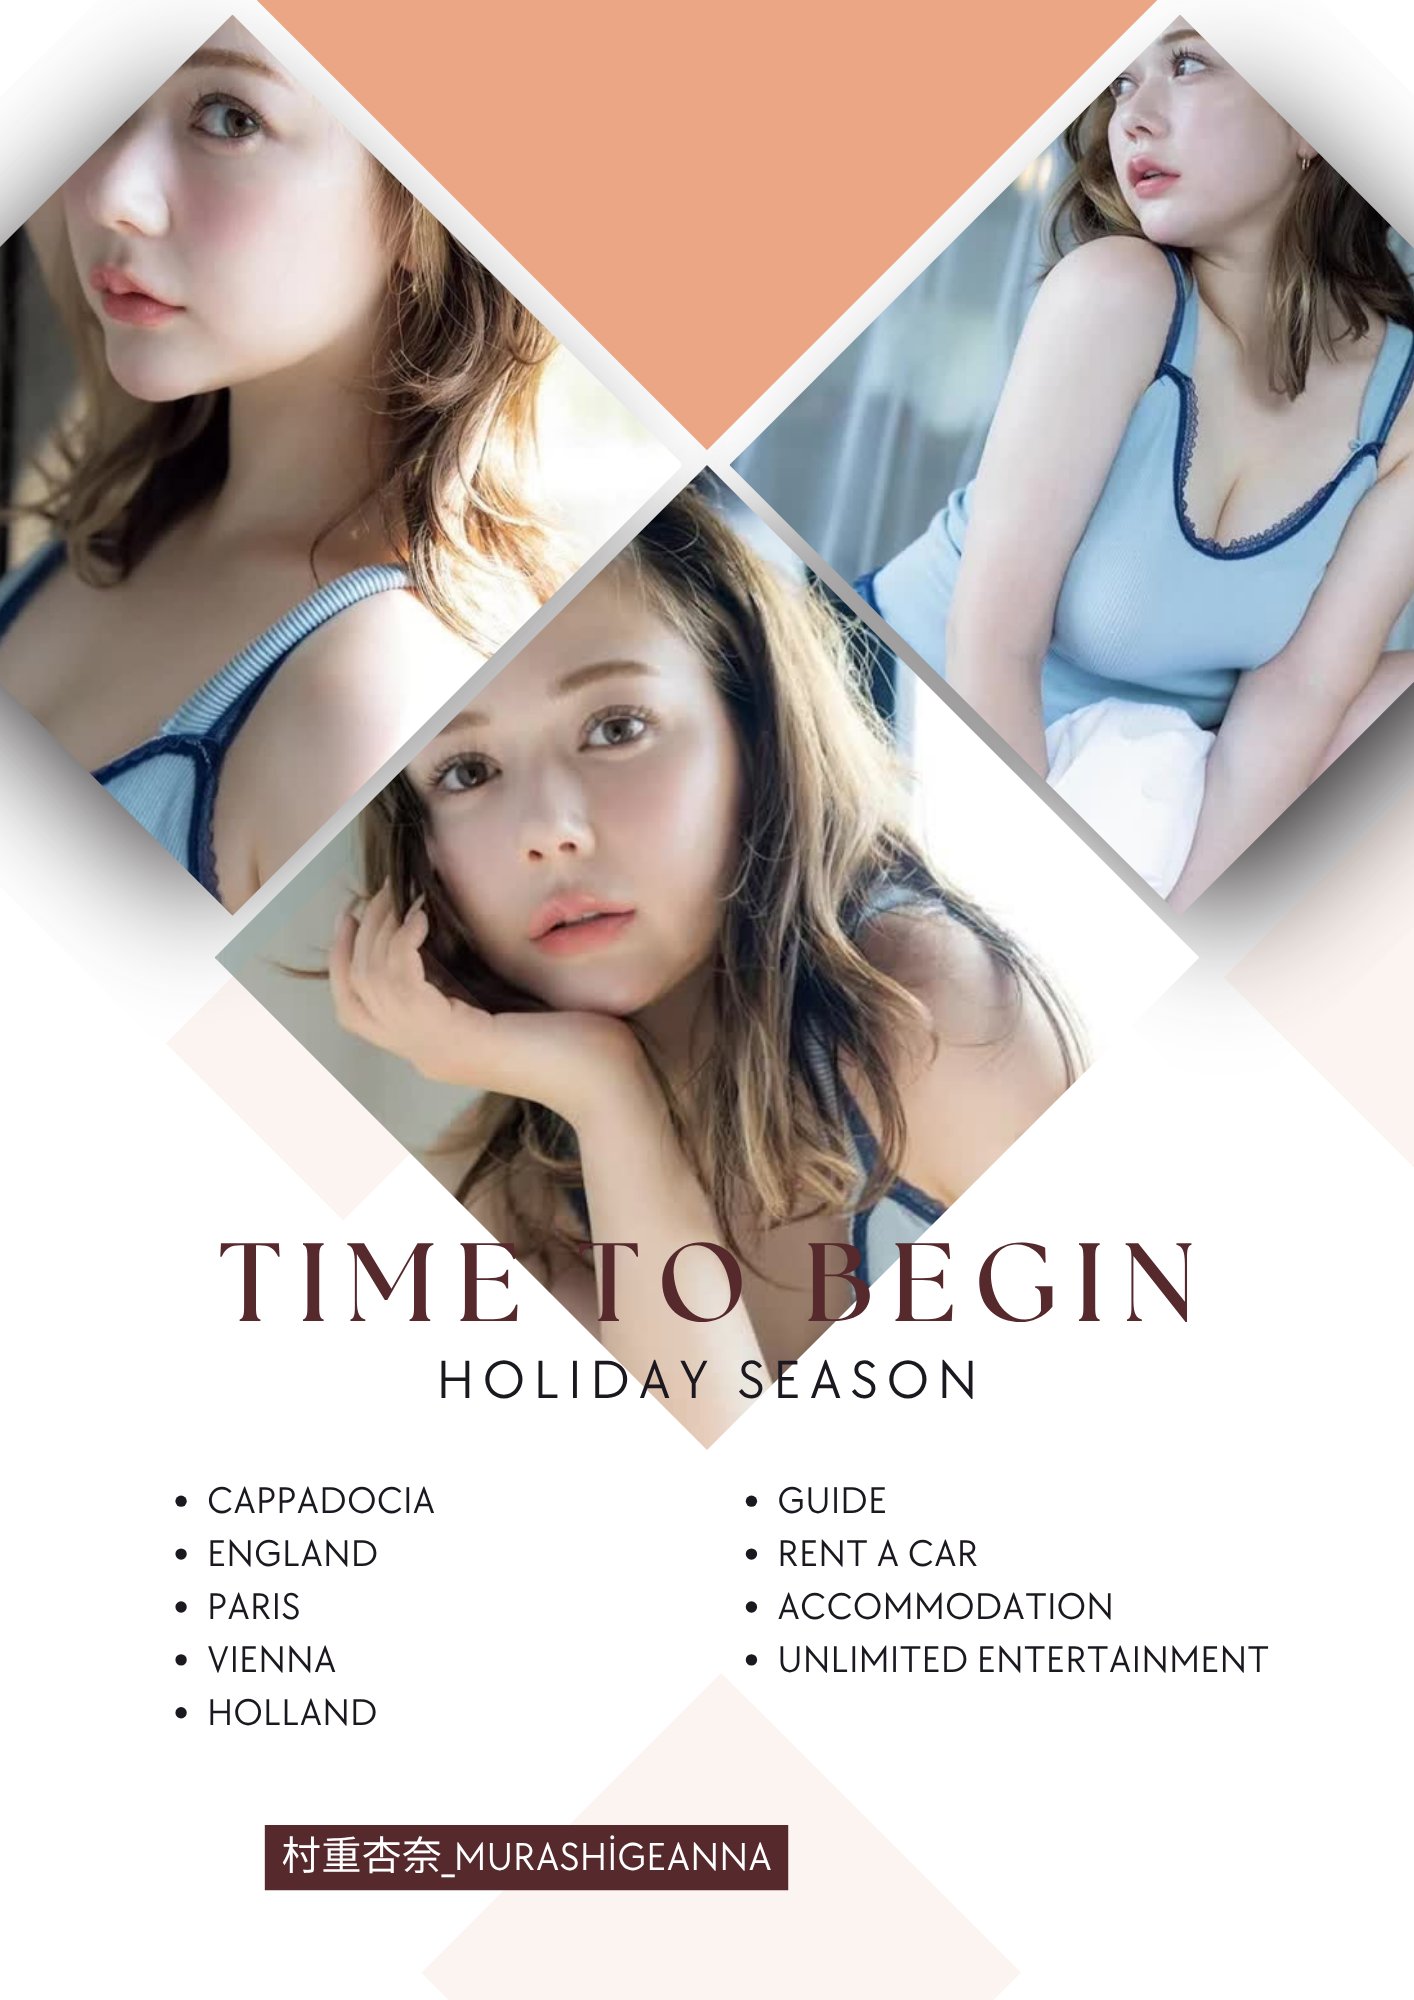 TIME TO BEGIN
HOLIDAY SEASON
• CAPPADOCIA
• ENGLAND
• PARIS
• VIENNA
• HOLLAND
• GUIDE
• RENT A CAR
• ACCOMMODATION
• UNLIMITED ENTERTAINMENT
村重杏奈_MURASHİGEANNA